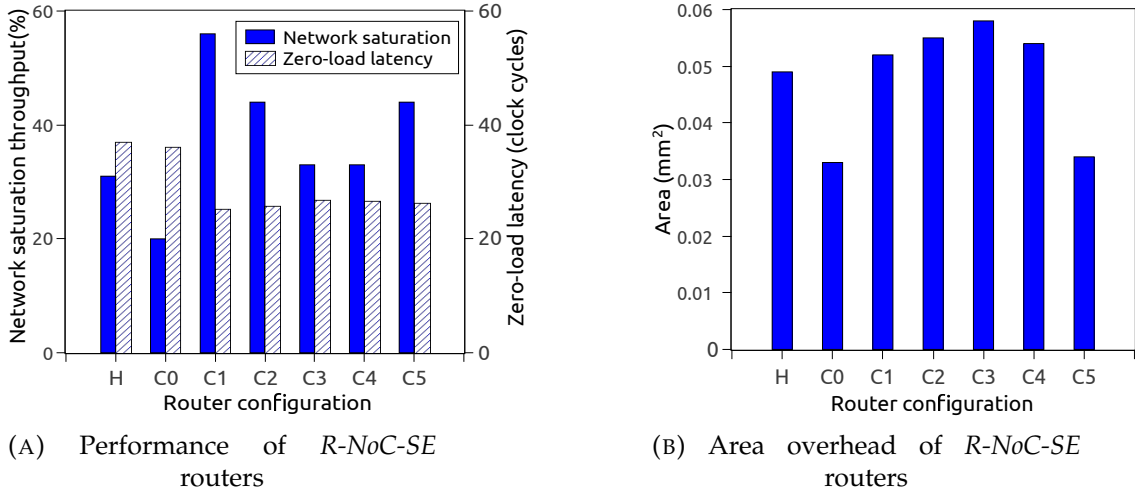 60
40
20
0
Network saturation throughput(%)
Network saturation
Zero-load latency
60
40
20
0
Zero-load latency (clock cycles)
H C0 C1 C2 C3 C4 C5
Router configuration
(A) Performance of R-NoC-SE
routers
0.06
0.05
0.04
0.03
0.02
0.01
0
Area (mm²)
H C0 C1 C2 C3 C4 C5
Router configuration
(B) Area overhead of R-NoC-SE
routers